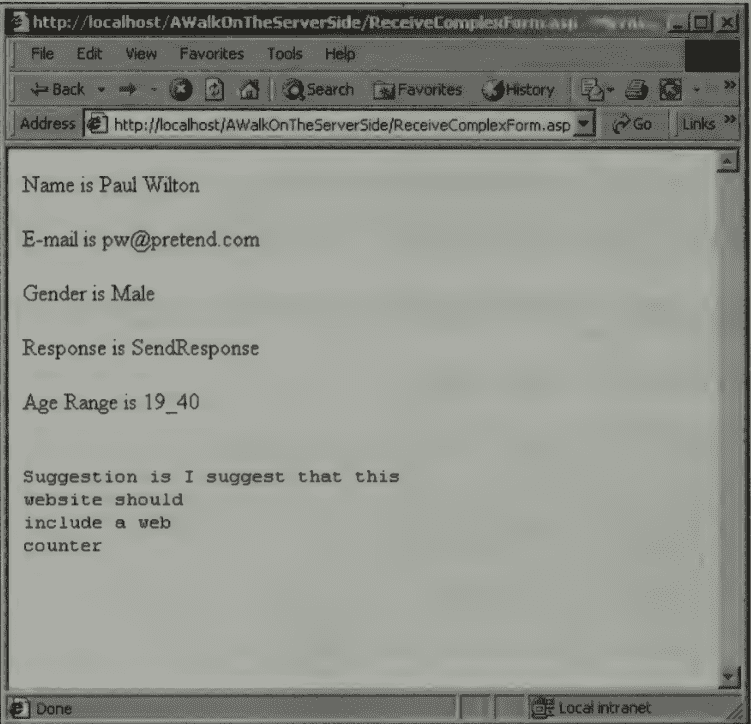 http://localhost/AWalkOnTheServerSide/ReceiveComplexForm.asp
File Edit View Favorites Tools Help
Back Search Favorites History »
Address http://localhost/AWalkOnTheServerSide/ReceiveComplexForm.asp Go Links »
Name is Paul Wilton
E-mail is pw@pretend.com
Gender is Male
Response is SendResponse
Age Range is 19_40
Suggestion is I suggest that this
website should
include a web
counter
Done Local intranet